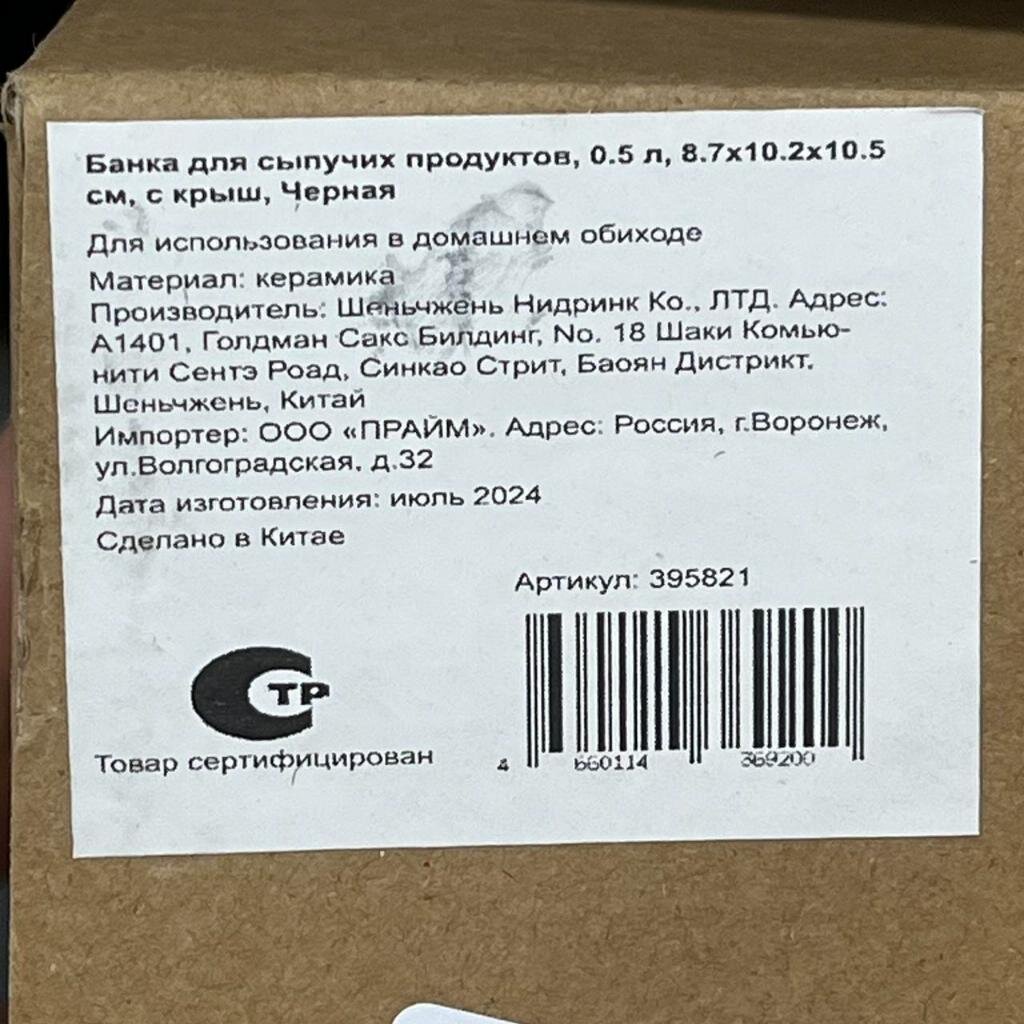 Банка для сыпучих продуктов, 0.5 л, 8.7х10.2х10.5
см, с крыш, Черная
Для использования в домашнем обиходе
Материал: керамика
Производитель: Шеньчжень Нидринк Ко., ЛТД. Адрес:
А1401, Голдман Сакс Билдинг, No. 18 Шаки Комью-
нити Сентэ Роад, Синкао Стрит, Баоян Дистрикт,
Шеньчжень, Китай
Импортер: ООО «ПРАЙМ». Адрес: Россия, г.Воронеж,
ул.Волгоградская, д.32
Дата изготовления: июль 2024
Сделано в Китае
Артикул: 395821
СТР
Товар сертифицирован
4 660114 369200